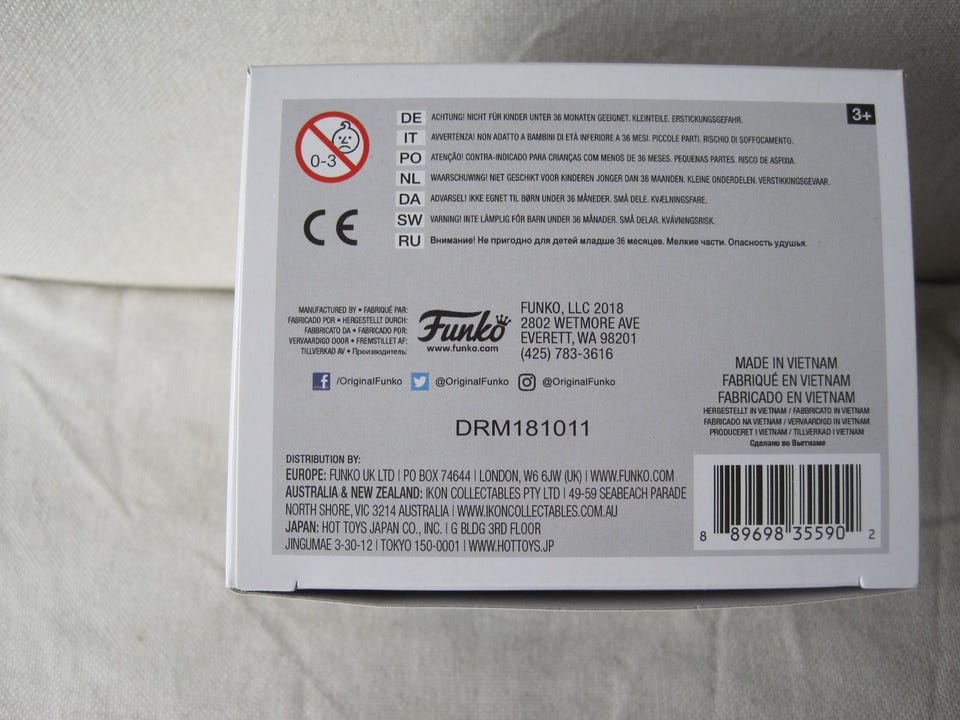 0-3
3+
DE ACHTUNG! NICHT FÜR KINDER UNTER 36 MONATEN GEEIGNET. KLEINTEILE. ERSTICKUNGSGEFAHR.
IT AVVERTENZA! NON ADATTO A BAMBINI DI ETÀ INFERIORE A 36 MESI. PICCOLE PARTI. RISCHIO DI SOFFOCAMENTO.
PO ATENÇÃO! CONTRA-INDICADO PARA CRIANÇAS COM MENOS DE 36 MESES. PEQUENAS PARTES. RISCO DE ASFIXIA.
NL WAARSCHUWING! NIET GESCHIKT VOOR KINDEREN JONGER DAN 36 MAANDEN. KLEINE ONDERDELEN. VERSTIKKINGSGEVAAR.
DA ADVARSEL! IKKE EGNET TIL BØRN UNDER 36 MÅNEDER. SMÅ DELE. KVÆLNINGSFARE.
SW VARNING! INTE LÄMPLIG FÖR BARN UNDER 36 MÅNADER. SMÅ DELAR. KVÄVNINGSRISK.
RU Внимание! Не пригодно для детей младше 36 месяцев. Мелкие части. Опасность удушья.
CE
MANUFACTURED BY • FABRIQUÉ PAR:
FABRICADO POR • HERGESTELLT DURCH:
FABBRICATO DA • FABRICADO POR:
VERVAARDIGD DOOR • FREMSTILLET AF:
TILLVERKAD AV • Производитель:
Funko
www.funko.com
FUNKO, LLC 2018
2802 WETMORE AVE
EVERETT, WA 98201
(425) 783-3616
/OriginalFunko @OriginalFunko @OriginalFunko
DRM181011
MADE IN VIETNAM
FABRIQUÉ EN VIETNAM
FABRICADO EN VIETNAM
HERGESTELLT IN VIETNAM / FABBRICATO IN VIETNAM
FABRICADO NA VIETNAM / VERVAARDIGD IN VIETNAM
PRODUCERET I VIETNAM / TILLVERKAD I VIETNAM
Сделано во Вьетнаме
DISTRIBUTION BY:
EUROPE: FUNKO UK LTD | PO BOX 74644 | LONDON, W6 6JW (UK) | WWW.FUNKO.COM
AUSTRALIA & NEW ZEALAND: IKON COLLECTABLES PTY LTD | 49-59 SEABEACH PARADE
NORTH SHORE, VIC 3214 AUSTRALIA | WWW.IKONCOLLECTABLES.COM.AU
JAPAN: HOT TOYS JAPAN CO., INC. | G BLDG 3RD FLOOR
JINGUMAE 3-30-12 | TOKYO 150-0001 | WWW.HOTTOYS.JP
8 89698 35590 2